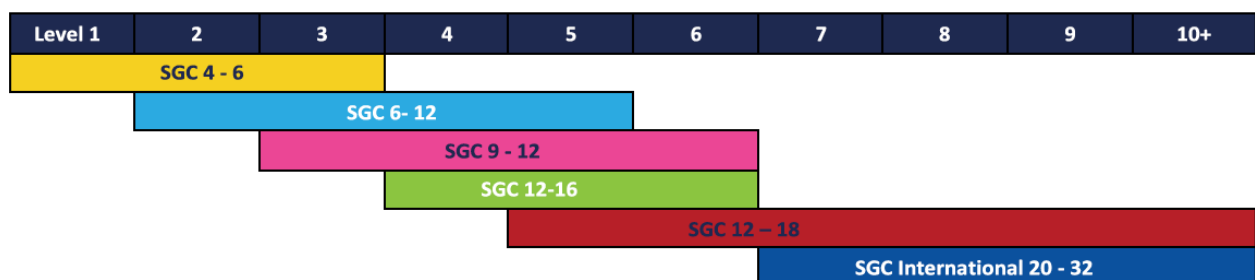 Level 1 2 3 4 5 6 7 8 9 10+
SGC 4 - 6
SGC 6- 12
SGC 9 - 12
SGC 12-16
SGC 12 – 18
SGC International 20 - 32